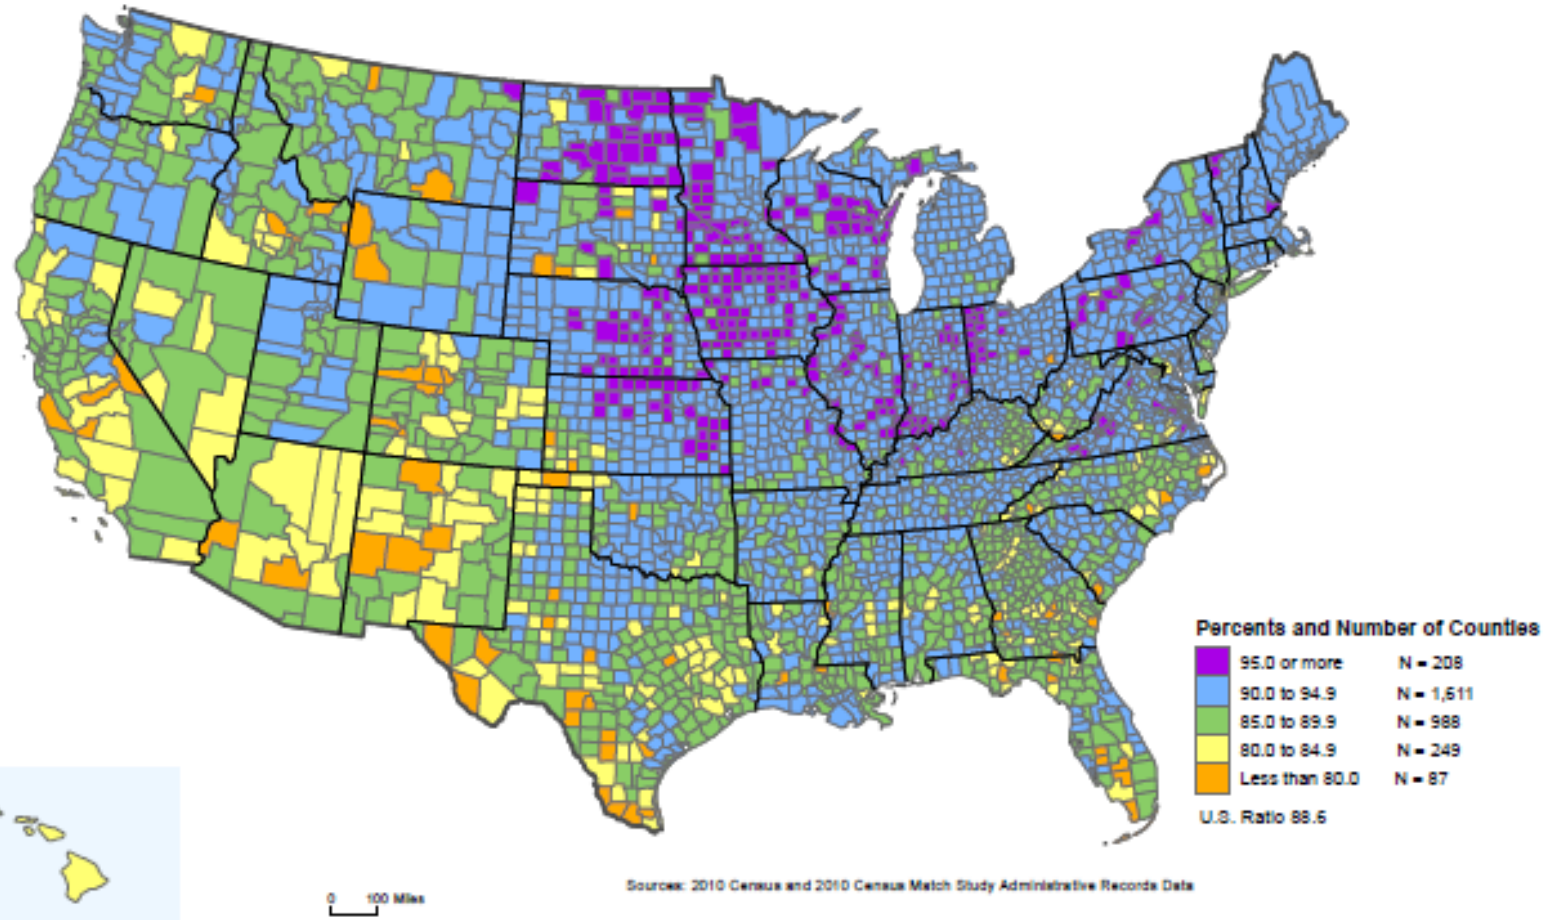 Percents and Number of Counties
95.0 or more N = 208
90.0 to 94.9 N = 1,611
85.0 to 89.9 N = 988
80.0 to 84.9 N = 249
Less than 80.0 N = 87
U.S. Ratio 88.6
Sources: 2010 Census and 2010 Census Match Study Administrative Records Data
0 100 Miles